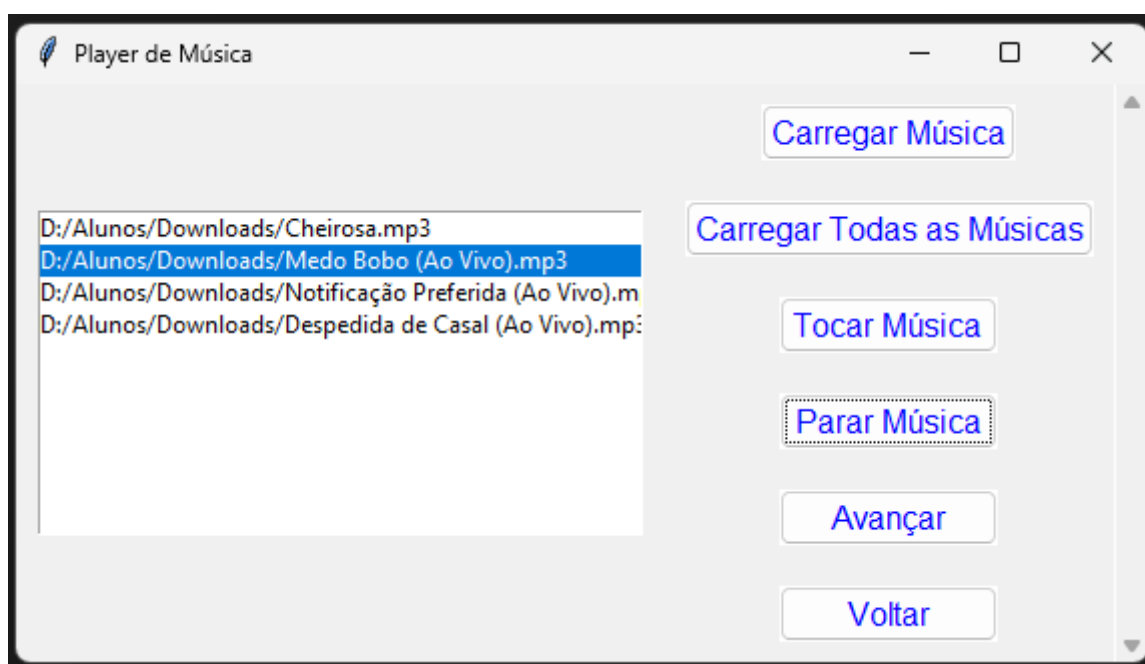 Player de Música
Carregar Música
Carregar Todas as Músicas
D:/Alunos/Downloads/Cheirosa.mp3
D:/Alunos/Downloads/Medo Bobo (Ao Vivo).mp3
D:/Alunos/Downloads/Notificação Preferida (Ao Vivo).m
D:/Alunos/Downloads/Despedida de Casal (Ao Vivo).mp3
Tocar Música
Parar Música
Avançar
Voltar